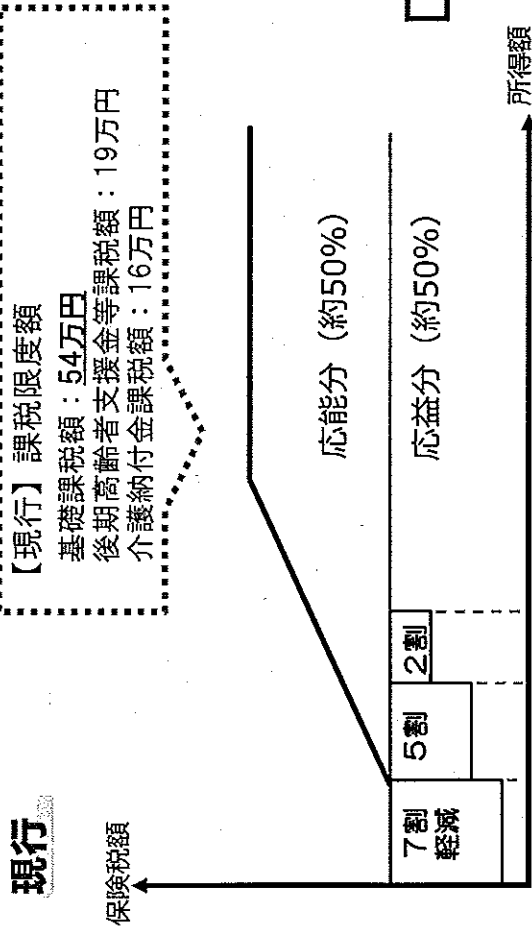 現行
【現行】課税限度額
基礎課税額：54万円
後期高齢者支援金等課税額：19万円
介護納付金課税額：16万円
保険税額
応能分（約50%）
応益分（約50%）
7割
軽減
5割
2割
所得額